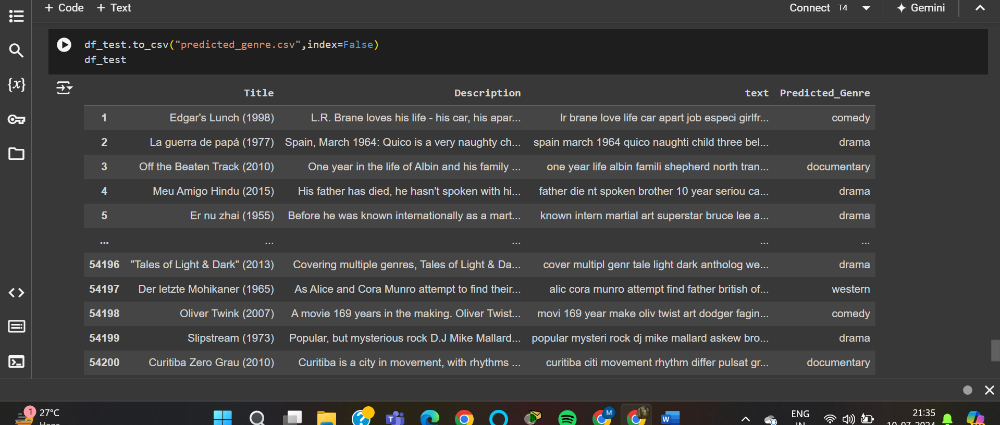 + Code + Text Connect T4 Gemini
df_test.to_csv("predicted_genre.csv",index=False)
df_test
{x}
Title Description text Predicted_Genre
1 Edgar's Lunch (1998) L.R. Brane loves his life - his car, his apar... lr brane love life car apart job especi girlfr... comedy
2 La guerra de papá (1977) Spain, March 1964: Quico is a very naughty ch... spain march 1964 quico naughti child three bel... drama
3 Off the Beaten Track (2010) One year in the life of Albin and his family ... one year life albin famili shepherd north tran... documentary
4 Meu Amigo Hindu (2015) His father has died, he hasn't spoken with hi... father die nt spoken brother 10 year seriou ca... drama
5 Er nu zhai (1955) Before he was known internationally as a mart... known intern martial art superstar bruce lee a... drama
... ... ... ... ...
54196 "Tales of Light & Dark" (2013) Covering multiple genres, Tales of Light & Da... cover multipl genr tale light dark antholog we... drama
54197 Der letzte Mohikaner (1965) As Alice and Cora Munro attempt to find their... alic cora munro attempt find father british of... western
54198 Oliver Twink (2007) A movie 169 years in the making. Oliver Twist... movi 169 year make oliv twist art dodger fagin... comedy
54199 Slipstream (1973) Popular, but mysterious rock D.J Mike Mallard... popular mysteri rock dj mike mallard askew bro... drama
54200 Curitiba Zero Grau (2010) Curitiba is a city in movement, with rhythms ... curitiba citi movement rhythm differ pulsat gr... documentary
1 27°C
Haze
M
ENG
IN
21:35
10-07-2024